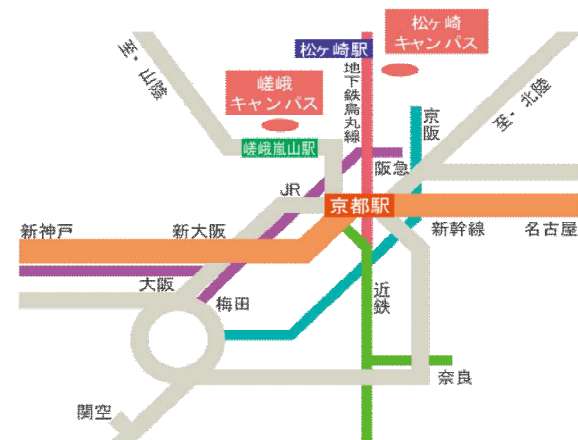 松ヶ崎
キャンパス
松ヶ崎駅
至・山陰
嵯峨
キャンパス
地下鉄烏丸線
京阪
至・北陸
嵯峨嵐山駅
阪急
JR
京都駅
新神戸
新大阪
新幹線
名古屋
大阪
梅田
近鉄
奈良
関空